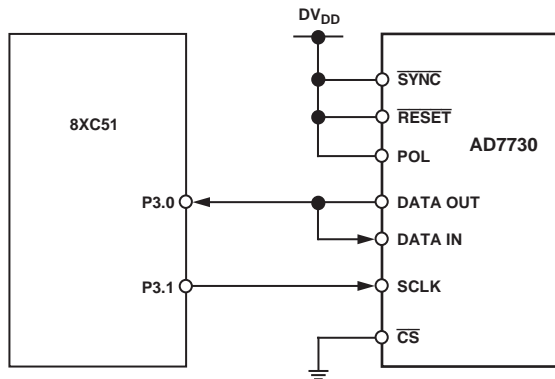 DVDD
8XC51
SYNC
RESET
AD7730
POL
P3.0
DATA OUT
DATA IN
P3.1
SCLK
CS